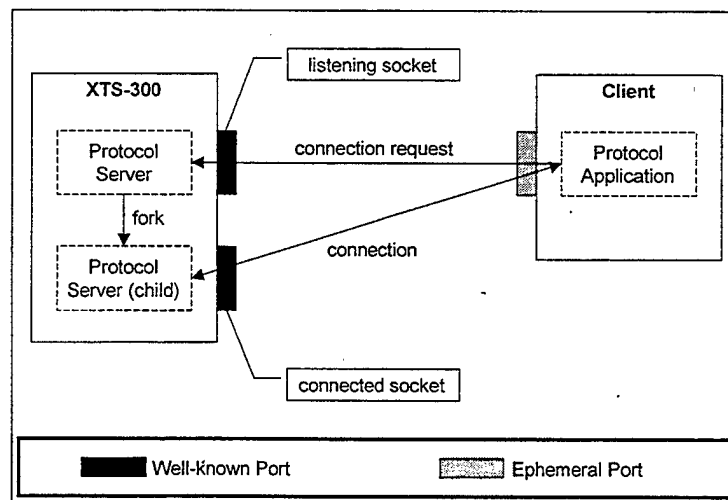 listening socket
XTS-300
Client
Protocol
Server
connection request
Protocol
Application
fork
connection
Protocol
Server (child)
connected socket
Well-Known Port
Ephemeral Port